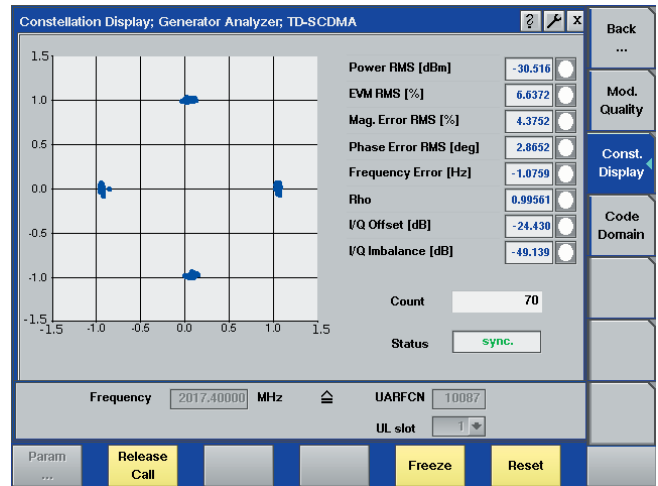 Constellation Display; Generator Analyzer; TD-SCDMA
? X
Back
...
Mod.
Quality
Const.
Display
Code
Domain
1.5
1.0
0.5
0.0
-0.5
-1.0
-1.5
-1.5 -1.0 -0.5 0.0 0.5 1.0 1.5
Power RMS [dBm] -30.516
EVM RMS [%] 6.6372
Mag. Error RMS [%] 4.3752
Phase Error RMS [deg] 2.8652
Frequency Error [Hz] -1.0759
Rho 0.99561
I/Q Offset [dB] -24.430
I/Q Imbalance [dB] -49.139
Count 70
Status sync.
Frequency 2017.40000 MHz ≙ UARFCN 10087
UL slot 1
Param
...
Release
Call
Freeze
Reset